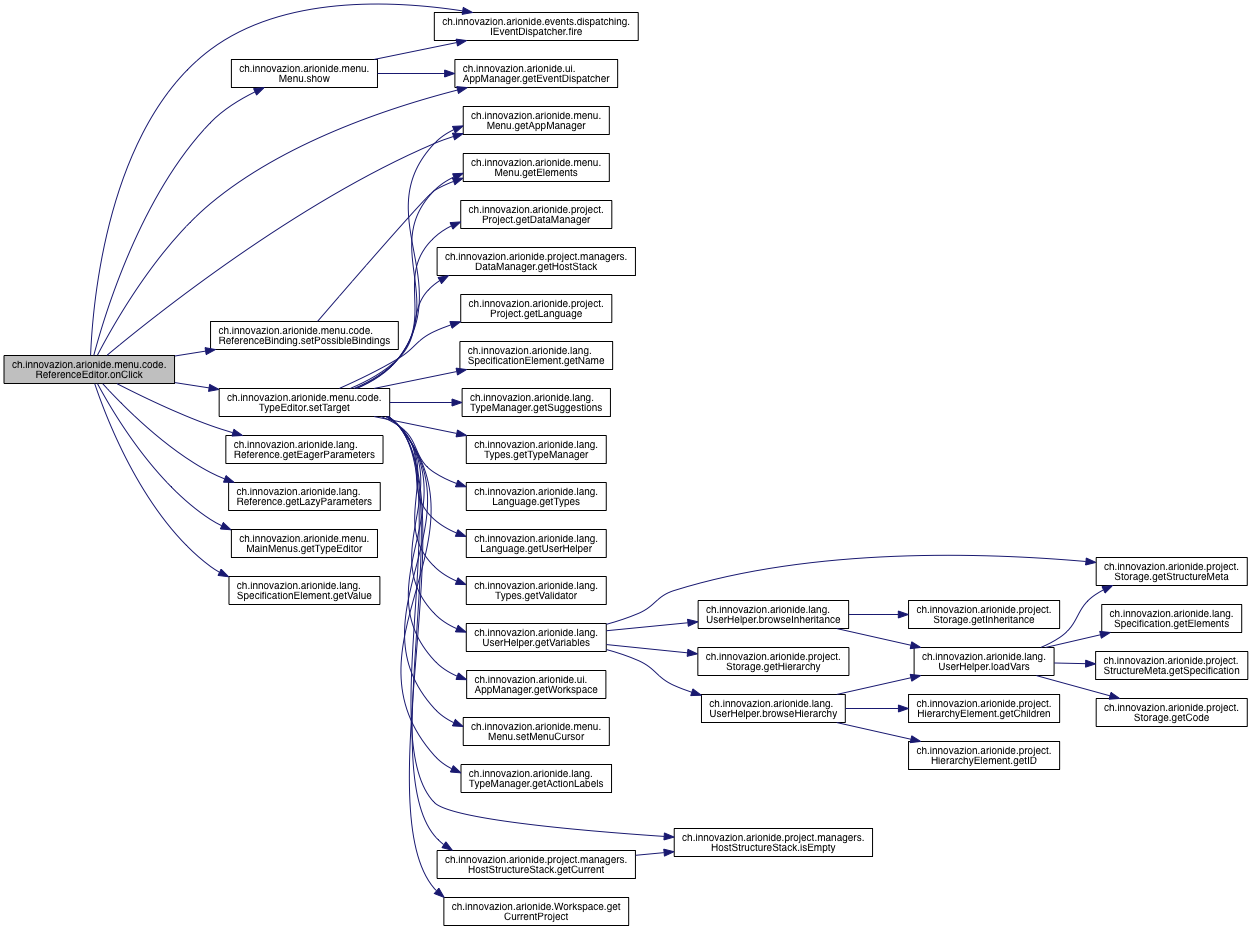 ch.innovazion.arionide.menu.code.
ReferenceEditor.onClick
ch.innovazion.arionide.events.dispatching.
IEventDispatcher.fire
ch.innovazion.arionide.menu.
Menu.show
ch.innovazion.arionide.ui.
AppManager.getEventDispatcher
ch.innovazion.arionide.menu.
Menu.getAppManager
ch.innovazion.arionide.menu.
Menu.getElements
ch.innovazion.arionide.project.
Project.getDataManager
ch.innovazion.arionide.project.managers.
DataManager.getHostStack
ch.innovazion.arionide.project.
Project.getLanguage
ch.innovazion.arionide.menu.code.
ReferenceBinding.setPossibleBindings
ch.innovazion.arionide.lang.
SpecificationElement.getName
ch.innovazion.arionide.menu.code.
TypeEditor.setTarget
ch.innovazion.arionide.lang.
TypeManager.getSuggestions
ch.innovazion.arionide.lang.
Reference.getEagerParameters
ch.innovazion.arionide.lang.
Types.getTypeManager
ch.innovazion.arionide.lang.
Reference.getLazyParameters
ch.innovazion.arionide.lang.
Language.getTypes
ch.innovazion.arionide.menu.
MainMenus.getTypeEditor
ch.innovazion.arionide.lang.
Language.getUserHelper
ch.innovazion.arionide.lang.
SpecificationElement.getValue
ch.innovazion.arionide.lang.
Types.getValidator
ch.innovazion.arionide.lang.
UserHelper.getVariables
ch.innovazion.arionide.ui.
AppManager.getWorkspace
ch.innovazion.arionide.menu.
Menu.setMenuCursor
ch.innovazion.arionide.lang.
TypeManager.getActionLabels
ch.innovazion.arionide.project.managers.
HostStructureStack.getCurrent
ch.innovazion.arionide.Workspace.get
CurrentProject
ch.innovazion.arionide.project.managers.
HostStructureStack.isEmpty
ch.innovazion.arionide.lang.
UserHelper.browseInheritance
ch.innovazion.arionide.project.
Storage.getHierarchy
ch.innovazion.arionide.lang.
UserHelper.browseHierarchy
ch.innovazion.arionide.project.
Storage.getInheritance
ch.innovazion.arionide.lang.
UserHelper.loadVars
ch.innovazion.arionide.project.
HierarchyElement.getChildren
ch.innovazion.arionide.project.
HierarchyElement.getID
ch.innovazion.arionide.project.
Storage.getStructureMeta
ch.innovazion.arionide.lang.
Specification.getElements
ch.innovazion.arionide.project.
StructureMeta.getSpecification
ch.innovazion.arionide.project.
Storage.getCode